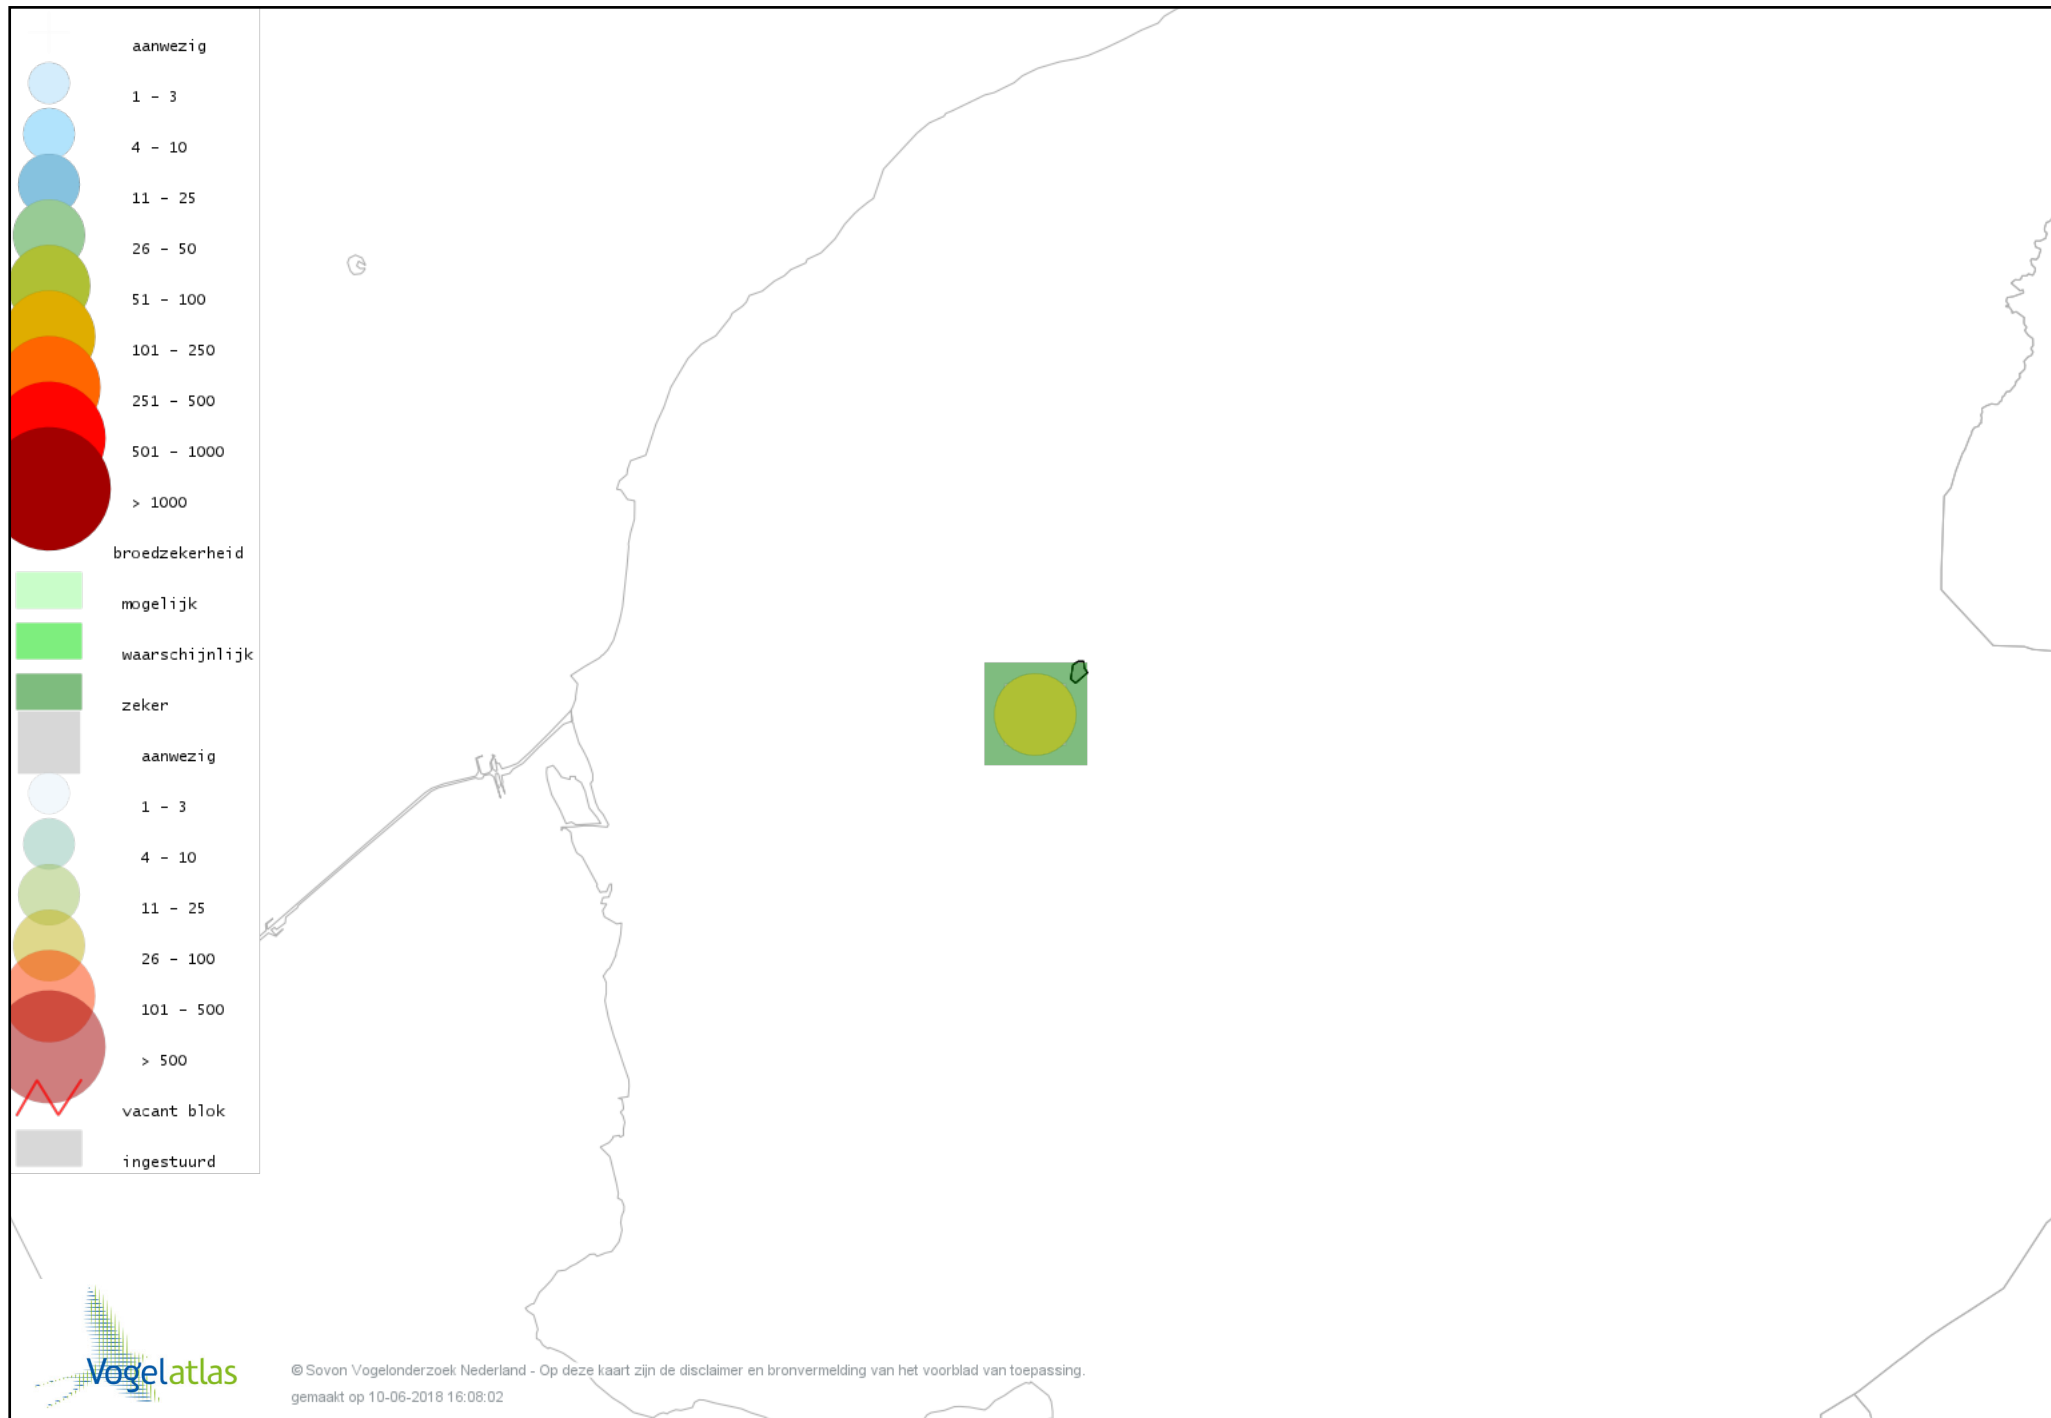 aanwezig
1 - 3
4 - 10
11 - 25
26 - 50
51 - 100
101 - 250
251 - 500
501 - 1000
> 1000
broedzekerheid
mogelijk
waarschijnlijk
zeker
aanwezig
1 - 3
4 - 10
11 - 25
26 - 100
101 - 500
> 500
vacant blok
ingestuurd
Vogelatlas
© Sovon Vogelonderzoek Nederland - Op deze kaart zijn de disclaimer en bronvermelding van het voorblad van toepassing.
gemaakt op 10-06-2018 16:08:02